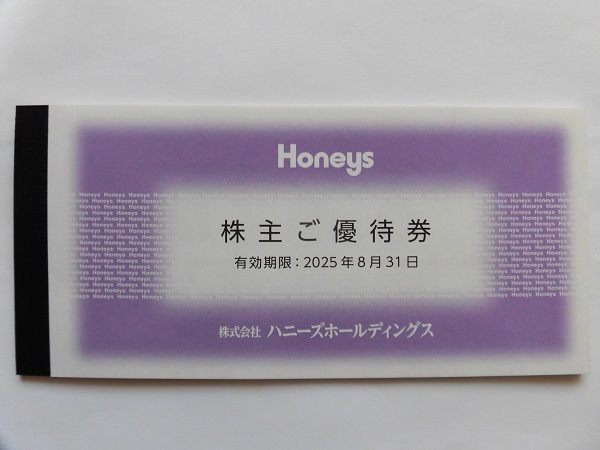 Honeys
株主ご優待券
有効期限：2025年8月31日
株式会社 ハニーズホールディングス